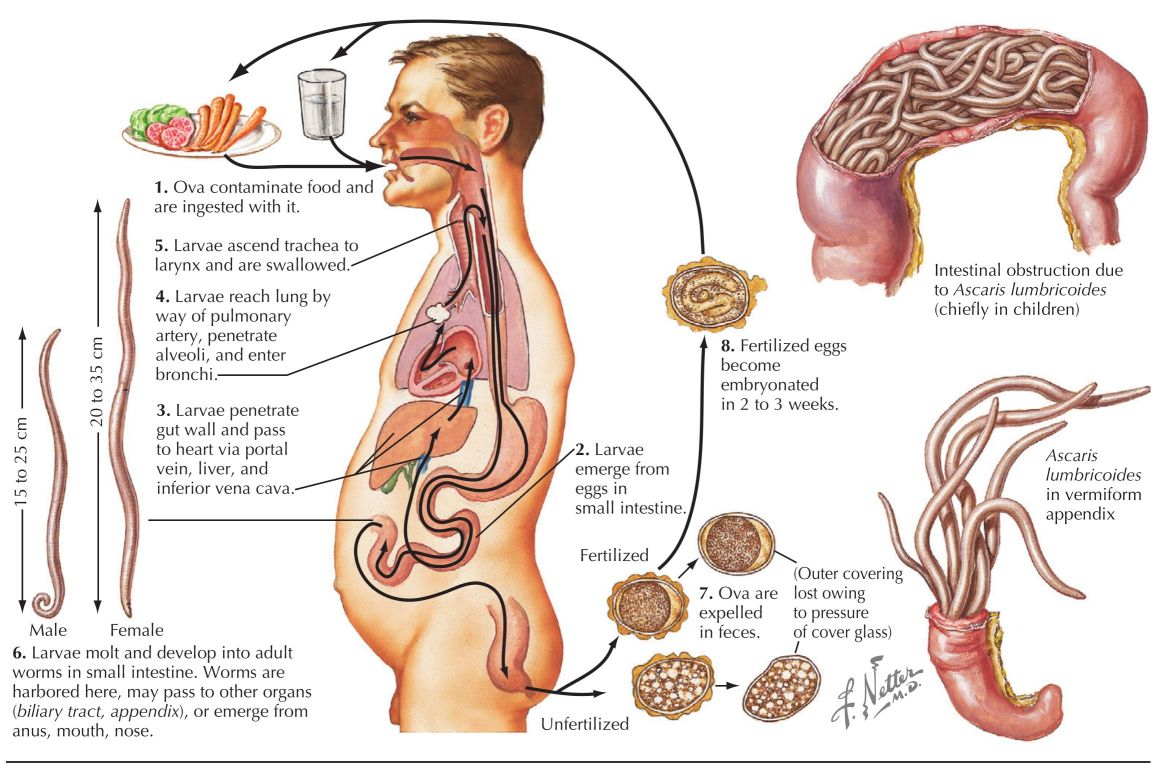 1. Ova contaminate food and
are ingested with it.
5. Larvae ascend trachea to
larynx and are swallowed.
4. Larvae reach lung by
way of pulmonary
artery, penetrate
alveoli, and enter
bronchi.
3. Larvae penetrate
gut wall and pass
to heart via portal
vein, liver, and
inferior vena cava.
15 to 25 cm
20 to 35 cm
Male
Female
6. Larvae molt and develop into adult
worms in small intestine. Worms are
harbored here, may pass to other organs
(biliary tract, appendix), or emerge from
anus, mouth, nose.
2. Larvae
emerge from
eggs in
small intestine.
Fertilized
Unfertilized
7. Ova are
expelled
in feces.
(Outer covering
lost owing
to pressure
of cover glass)
8. Fertilized eggs
become
embryonated
in 2 to 3 weeks.
Intestinal obstruction due
to Ascaris lumbricoides
(chiefly in children)
Ascaris
lumbricoides
in vermiform
appendix
F. Netter
M.D.